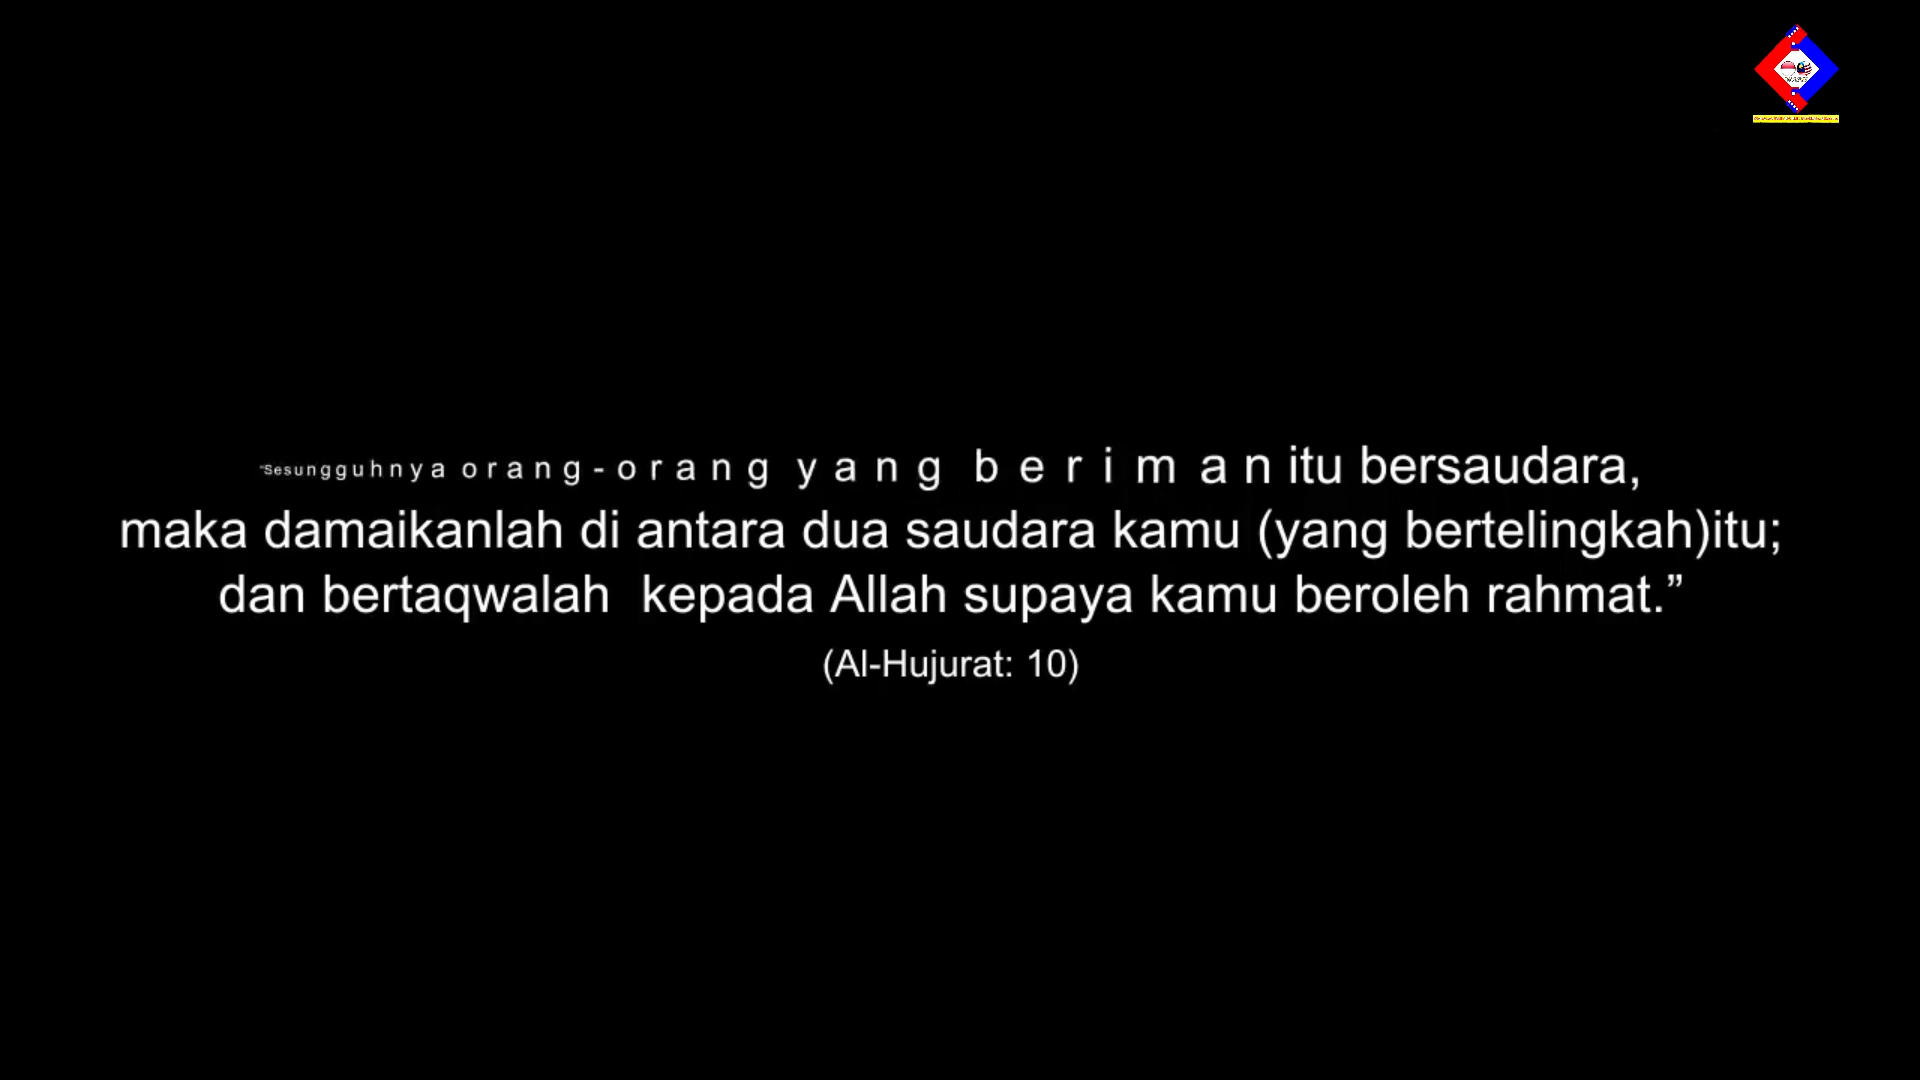 “Sesungguhnya orang-orang yang beriman itu bersaudara,
maka damaikanlah di antara dua saudara kamu (yang bertelingkah)itu;
dan bertaqwalah kepada Allah supaya kamu beroleh rahmat.”
(Al-Hujurat: 10)